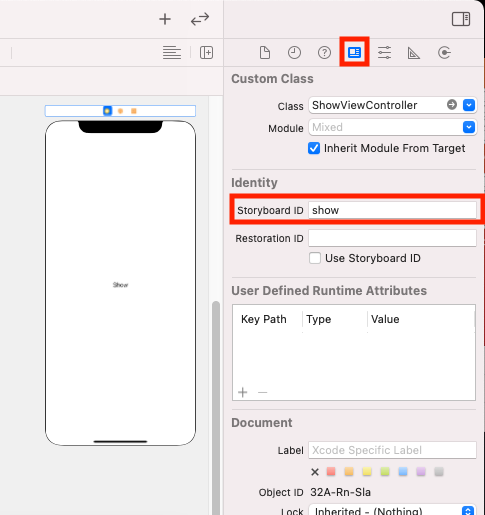 Custom Class
Class ShowViewController
Module Mixed
Inherit Module From Target
Identity
Storyboard ID show
Restoration ID
Use Storyboard ID
User Defined Runtime Attributes
Key Path Type Value
Show
Document
Label Xcode Specific Label
Object ID 32A-Rn-Sla
Lock Inherited - (Nothing)